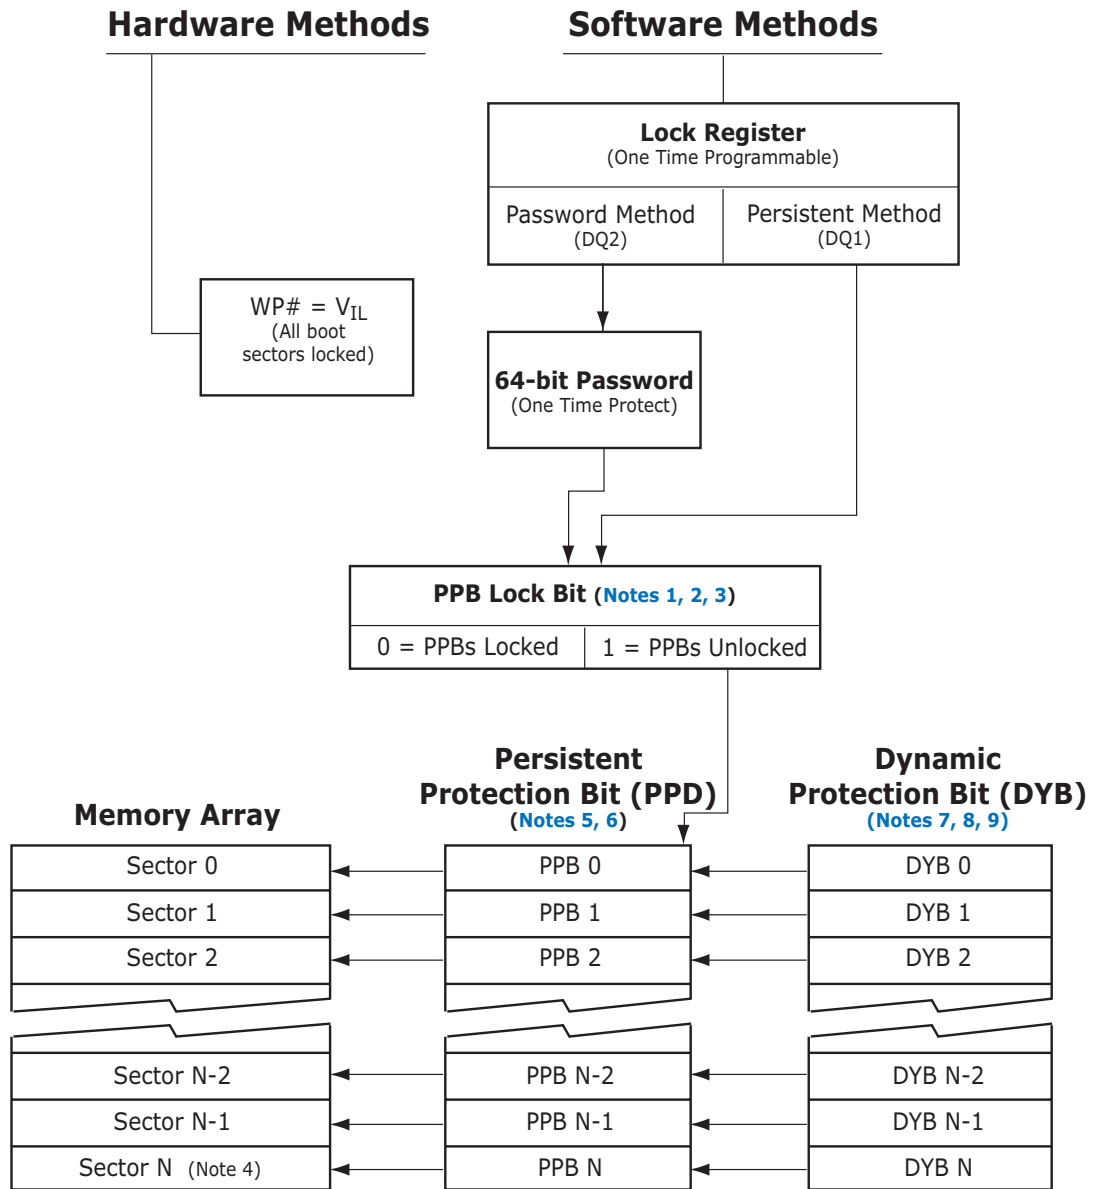 Hardware Methods
Software Methods
Lock Register
(One Time Programmable)
Password Method
(DQ2)
Persistent Method
(DQ1)
WP# = VIL
(All boot
sectors locked)
64-bit Password
(One Time Protect)
PPB Lock Bit (Notes 1, 2, 3)
0 = PPBs Locked
1 = PPBs Unlocked
Memory Array
Persistent
Protection Bit (PPD)
(Notes 5, 6)
Dynamic
Protection Bit (DYB)
(Notes 7, 8, 9)
Sector 0
PPB 0
DYB 0
Sector 1
PPB 1
DYB 1
Sector 2
PPB 2
DYB 2
Sector N-2
PPB N-2
DYB N-2
Sector N-1
PPB N-1
DYB N-1
Sector N (Note 4)
PPB N
DYB N